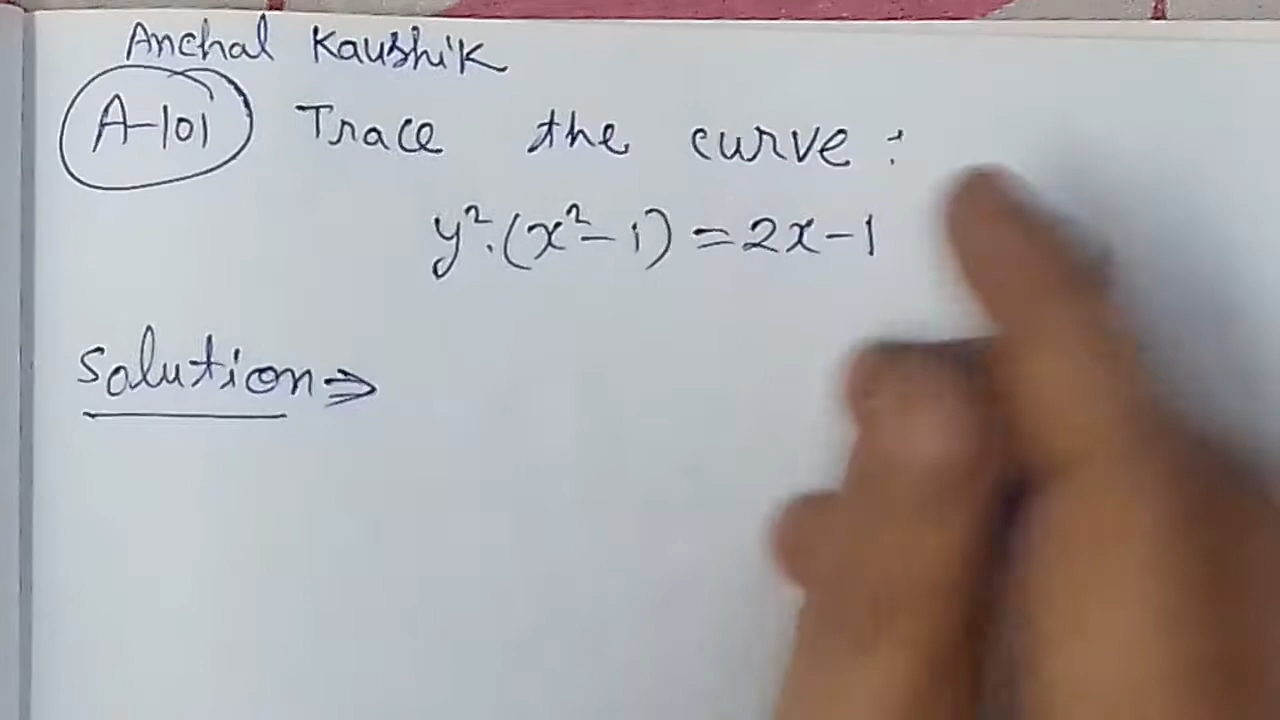 Anchal Kaushik
A-101 Trace the curve :
y².(x²-1) = 2x-1
Solution ⇒